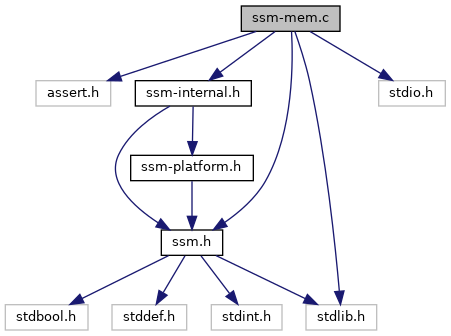 ssm-mem.c
assert.h
ssm-internal.h
stdio.h
ssm-platform.h
ssm.h
stdbool.h
stddef.h
stdint.h
stdlib.h